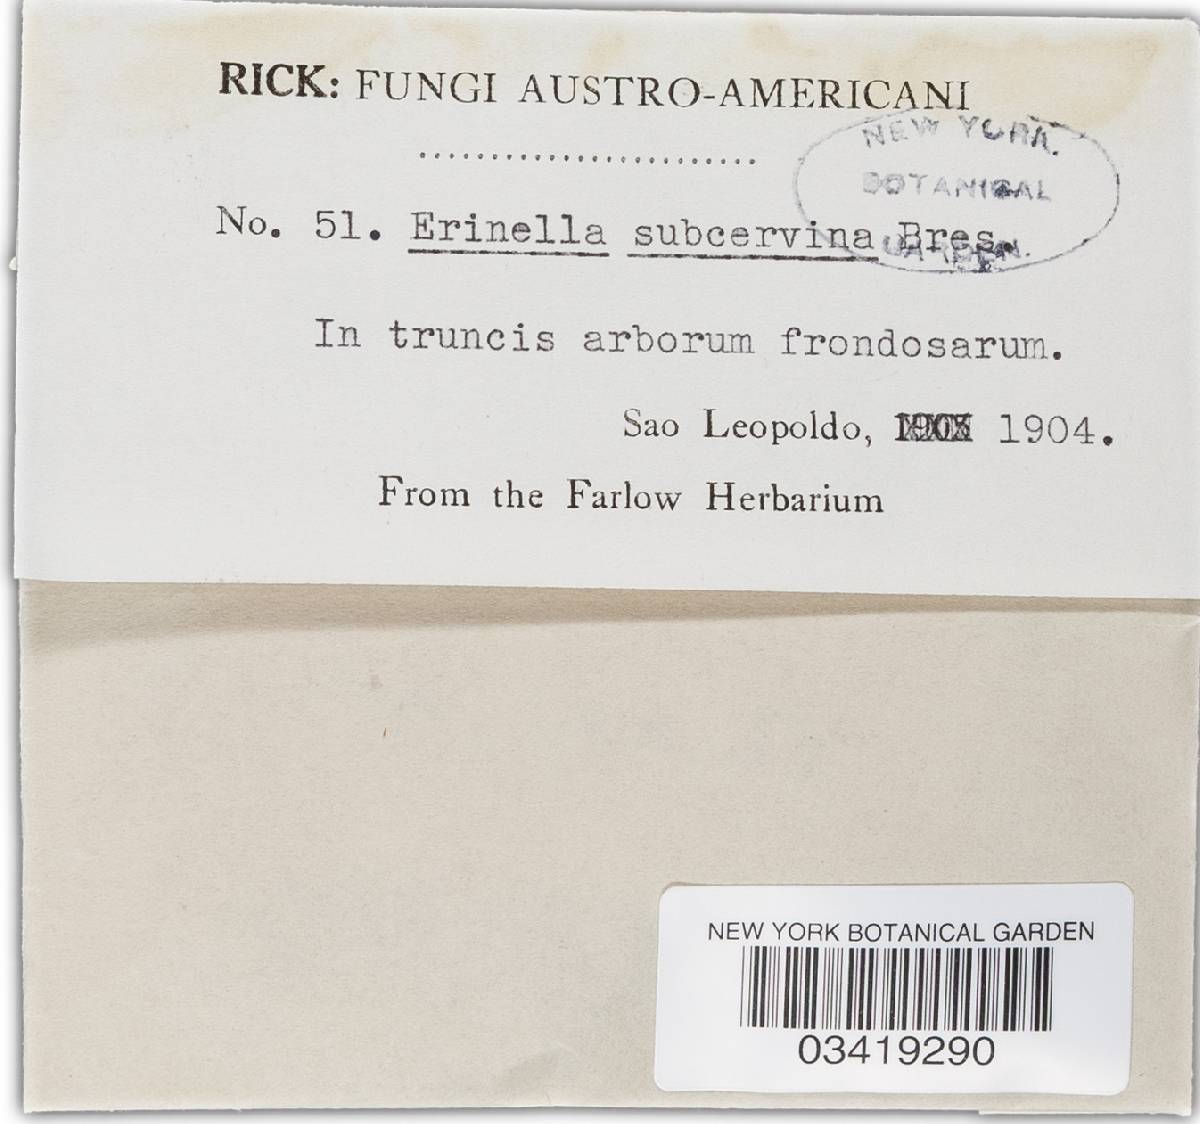 RICK: FUNGI AUSTRO-AMERICANI
NEW YORK
BOTANICAL
GARDEN.
No. 51. Erinella subcervina Bres.
In truncis arborum frondosarum.
Sao Leopoldo, 1904.
From the Farlow Herbarium
NEW YORK BOTANICAL GARDEN
03419290